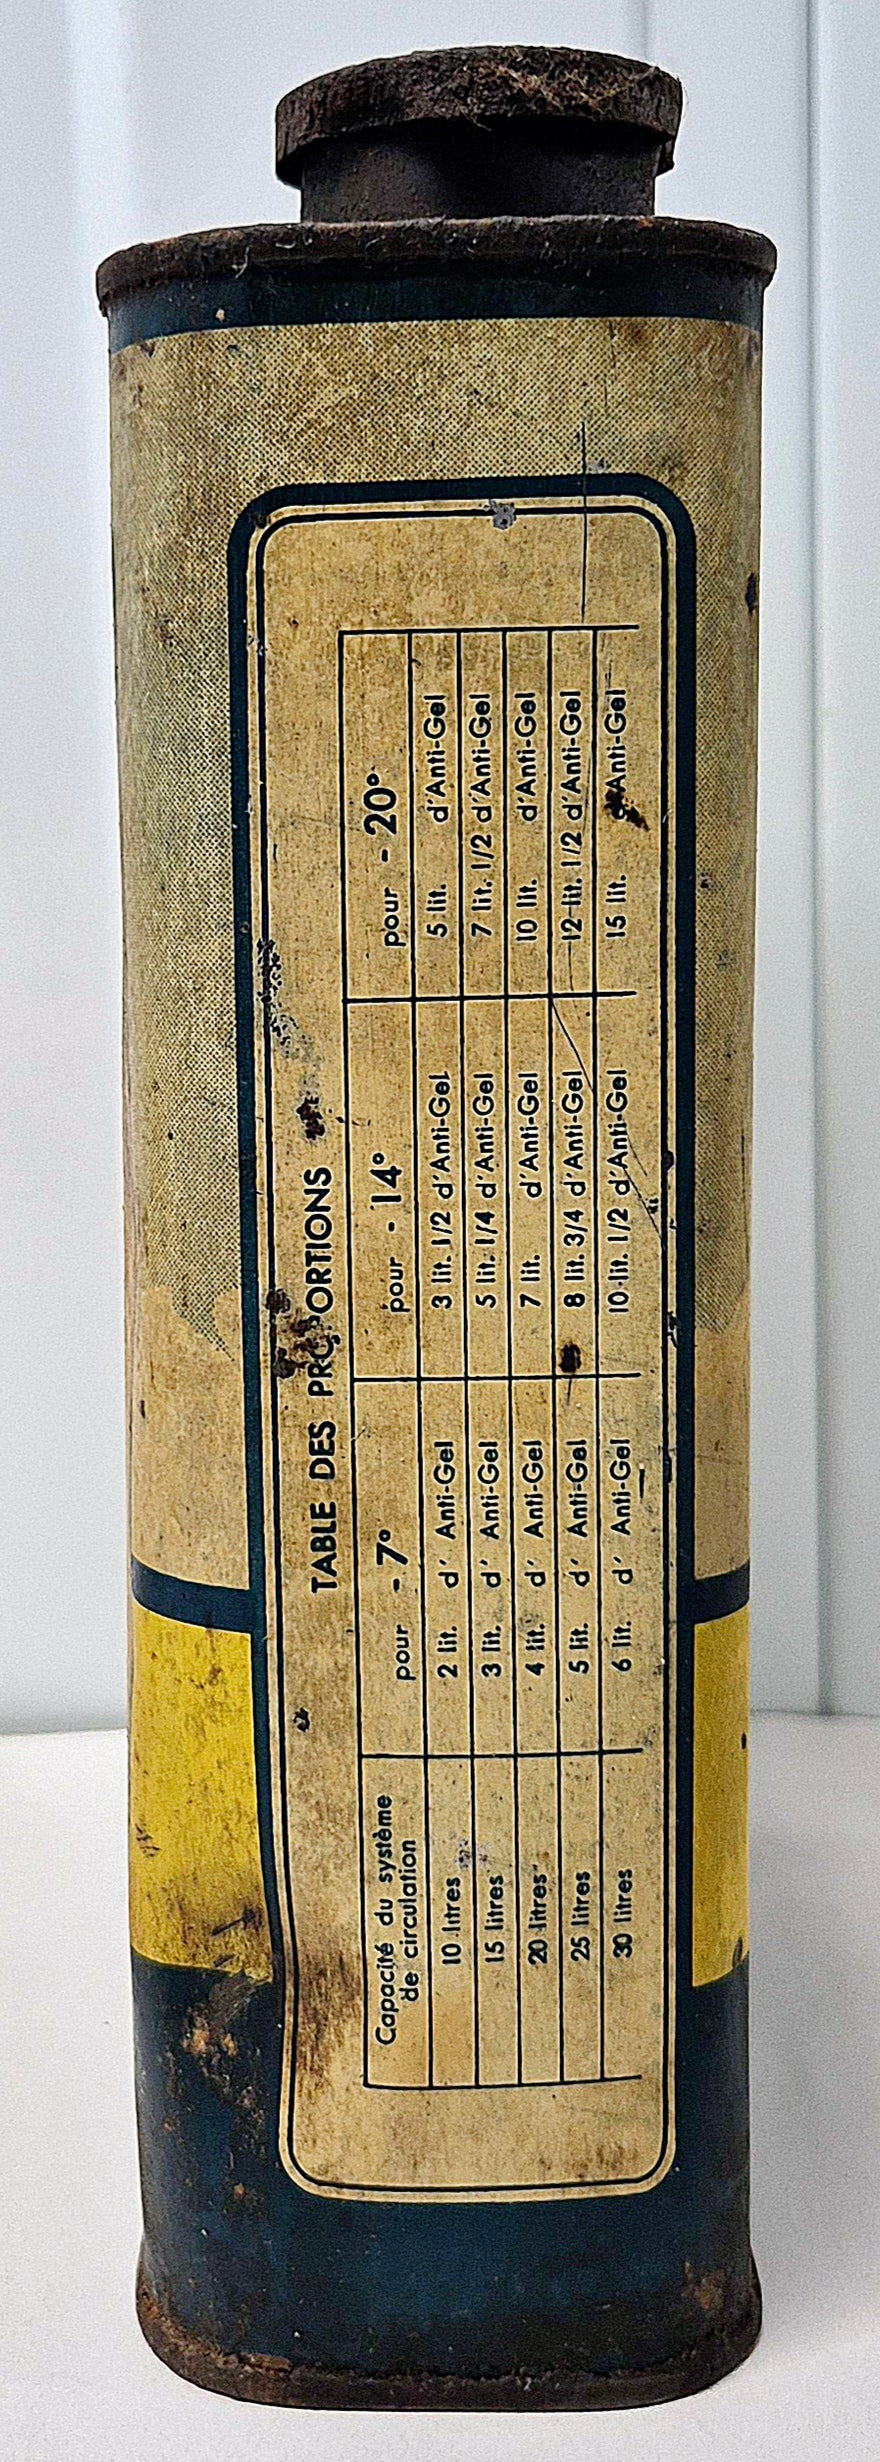 TABLE DES PROPORTIONS
Capacité du système de circulation pour - 7° pour - 14° pour - 20°
10 litres 2 lit. d' Anti-Gel 3 lit. 1/2 d'Anti-Gel 5 lit. d'Anti-Gel
15 litres 3 lit. d' Anti-Gel 5 lit. 1/4 d'Anti-Gel 7 lit. 1/2 d'Anti-Gel
20 litres 4 lit. d' Anti-Gel 7 lit. d'Anti-Gel 10 lit. d'Anti-Gel
25 litres 5 lit. d' Anti-Gel 8 lit. 3/4 d'Anti-Gel 12 lit. 1/2 d'Anti-Gel
30 litres 6 lit. d' Anti-Gel 10 lit. 1/2 d'Anti-Gel 15 lit. d'Anti-Gel